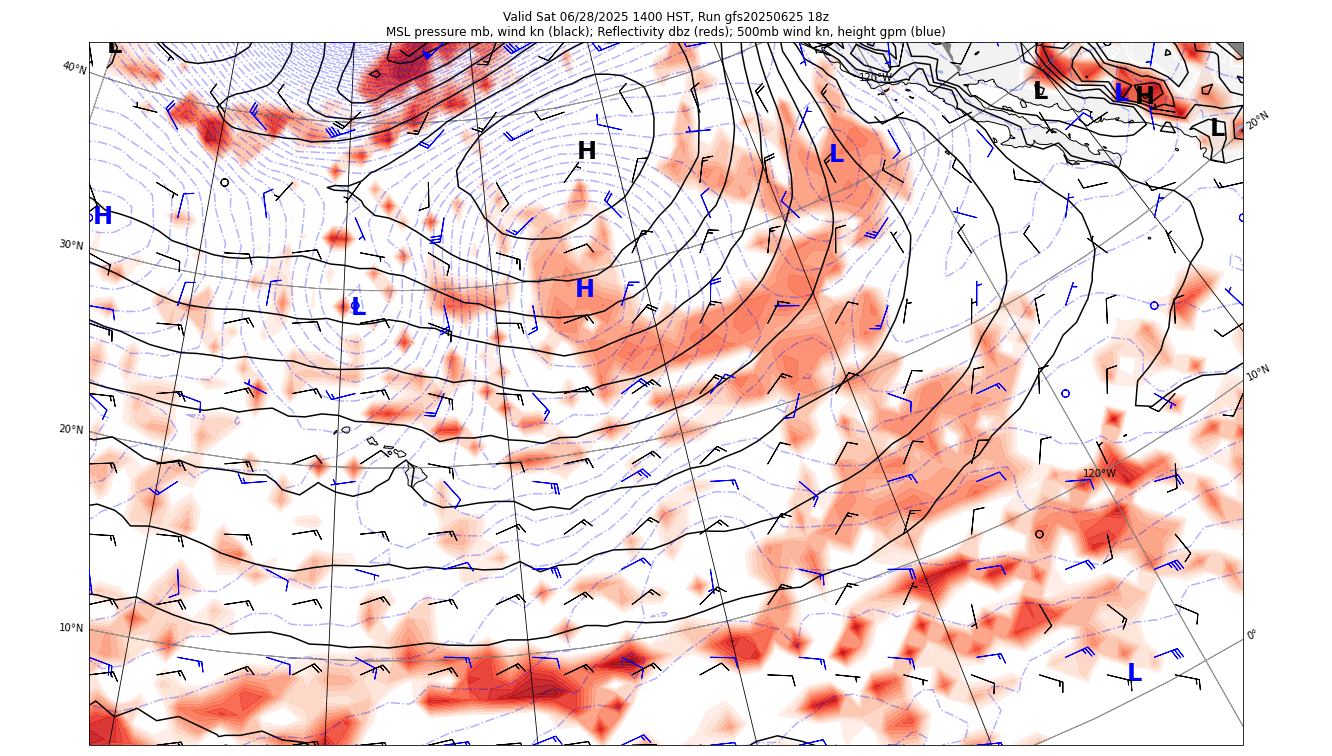 Valid Sat 06/28/2025 1400 HST, Run gfs20250625 18z
MSL pressure mb, wind kn (black); Reflectivity dbz (reds); 500mb wind kn, height gpm (blue)
L
40°N
120°W
L
L
H
20°N
L
H
L
H
30°N
H
L
10°N
20°N
120°W
10°N
0°
L